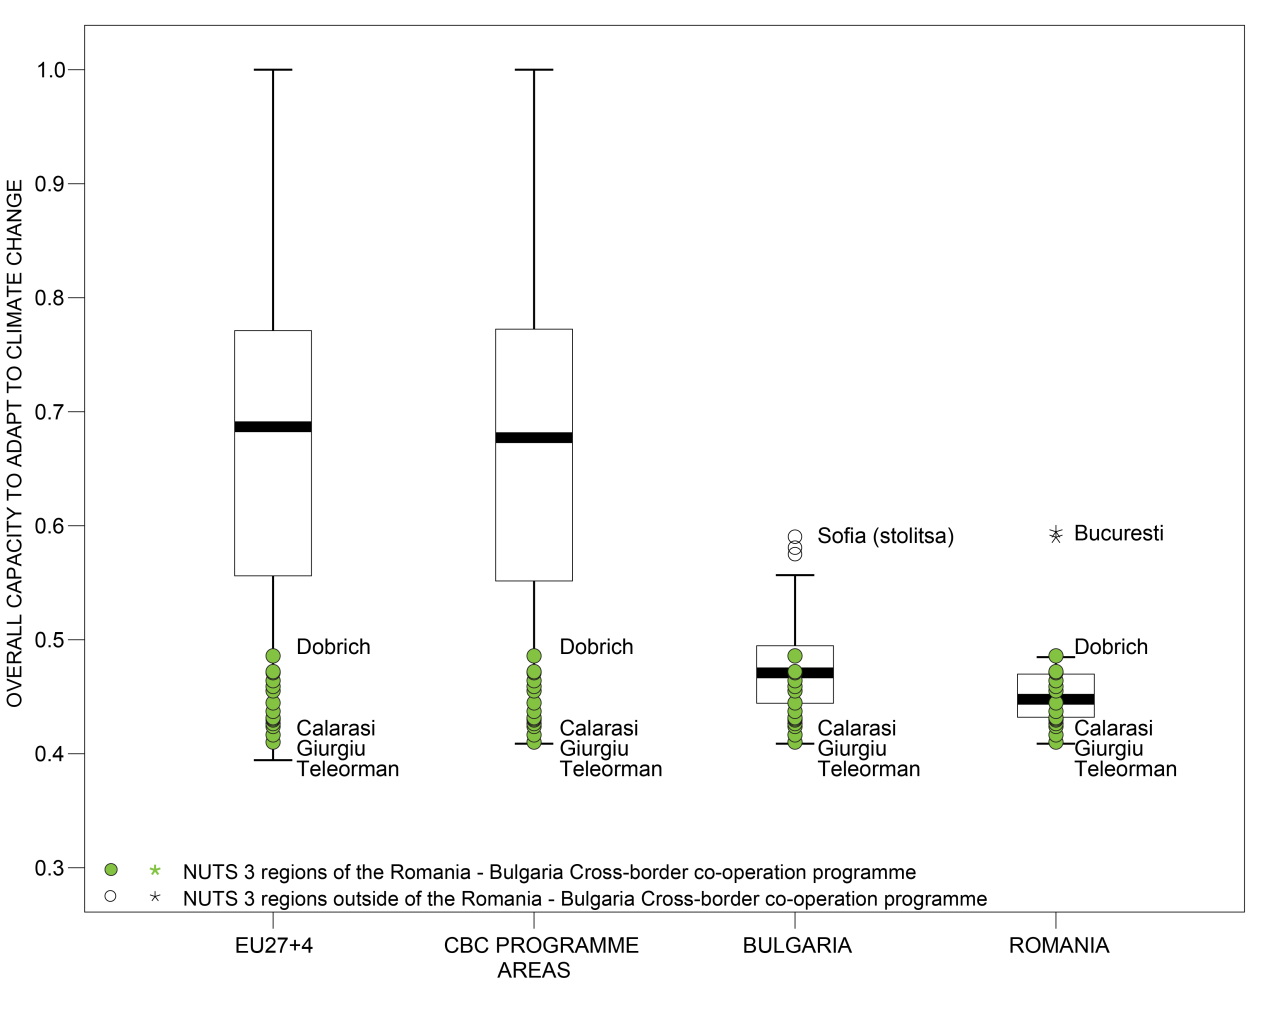 OVERALL CAPACITY TO ADAPT TO CLIMATE CHANGE
1.0
0.9
0.8
0.7
0.6
0.5
0.4
0.3
Dobrich
Calarasi
Giurgiu
Teleorman
Dobrich
Calarasi
Giurgiu
Teleorman
Sofia (stolitsa)
Calarasi
Giurgiu
Teleorman
Bucuresti
Dobrich
Calarasi
Giurgiu
Teleorman
NUTS 3 regions of the Romania - Bulgaria Cross-border co-operation programme
NUTS 3 regions outside of the Romania - Bulgaria Cross-border co-operation programme
EU27+4
CBC PROGRAMME
AREAS
BULGARIA
ROMANIA